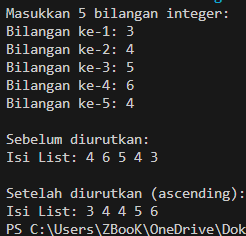 Masukkan 5 bilangan integer:
Bilangan ke-1: 3
Bilangan ke-2: 4
Bilangan ke-3: 5
Bilangan ke-4: 6
Bilangan ke-5: 4
Sebelum diurutkan:
Isi List: 4 6 5 4 3
Setelah diurutkan (ascending):
Isi List: 3 4 4 5 6
PS C:\Users\ZBooK\OneDrive\Dok